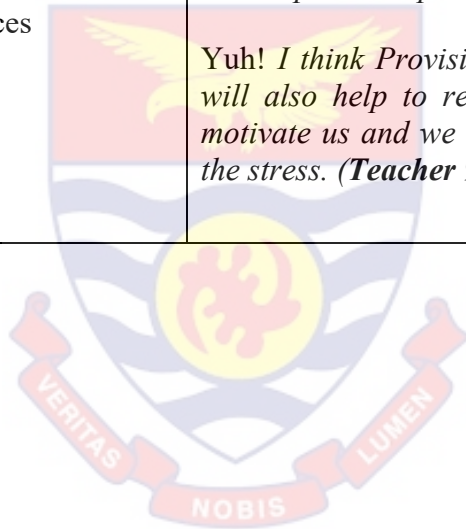 ces
Yuh! I think Provisi
will also help to re
motivate us and we
the stress. (Teacher
VERITAS
NOBIS
LUMEN